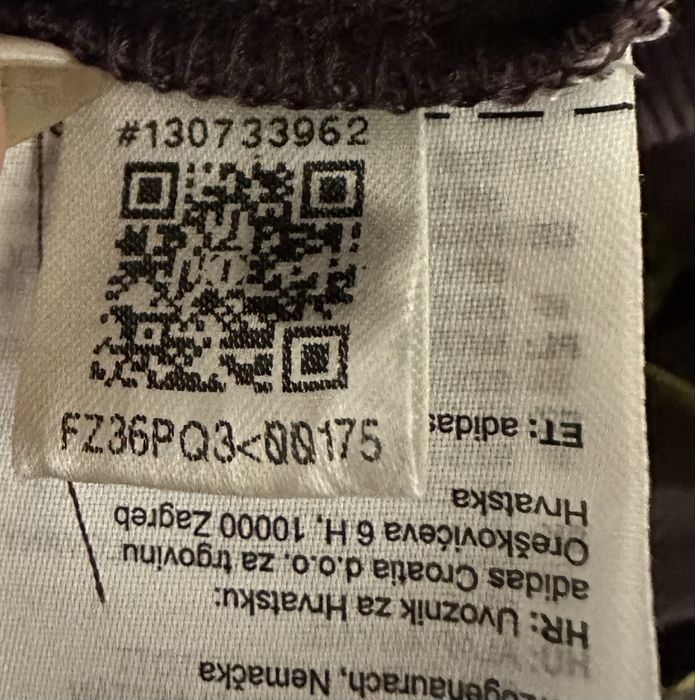 #130733962
FZ36PQ3<00175
zogenaurach, Nemačka
HR: Uvoznik za Hrvatsku:
adidas Croatia d.o.o. za trgovinu
Oreškovićeva 6 H, 10000 Zagreb
Hrvatska
ET: adidas